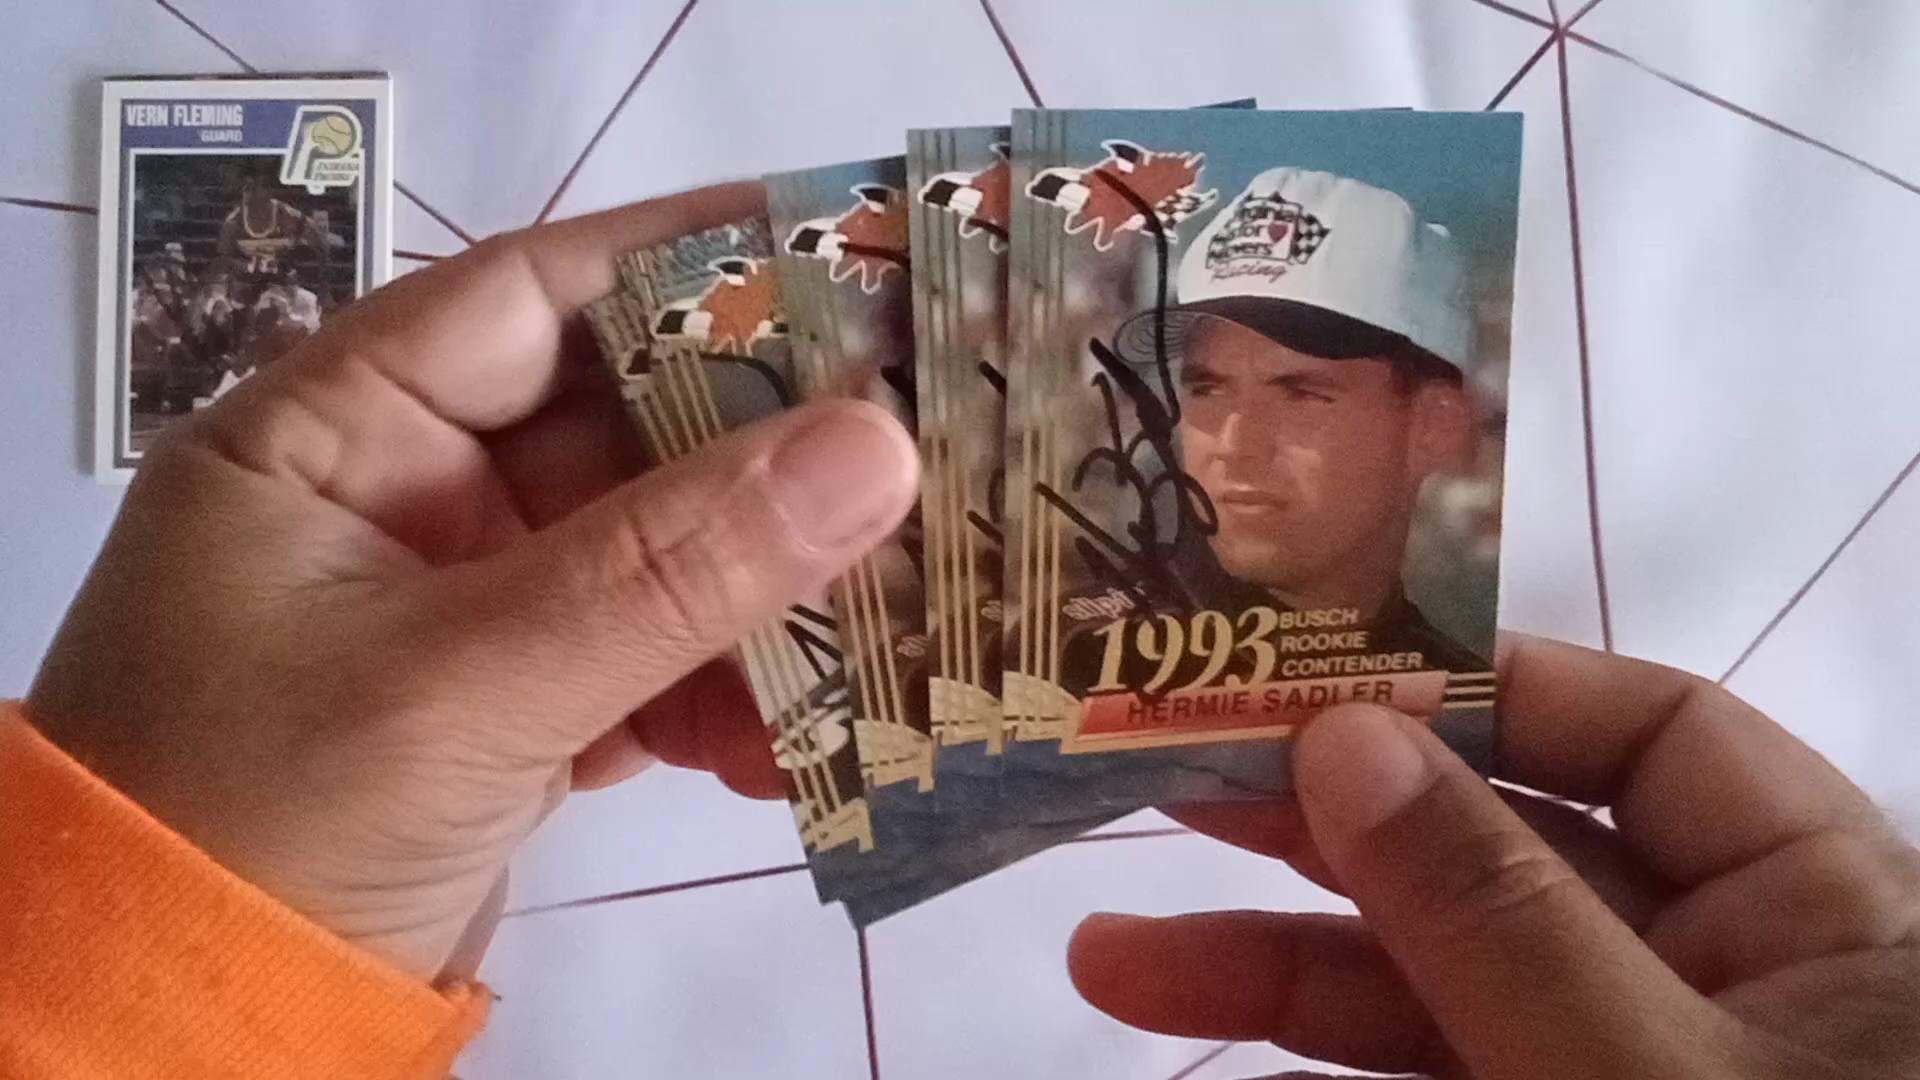 VERN FLEMING
GUARD
INDIANA
PACERS
Racing
1993
BUSCH
ROOKIE
CONTENDER
HERMIE SADLER